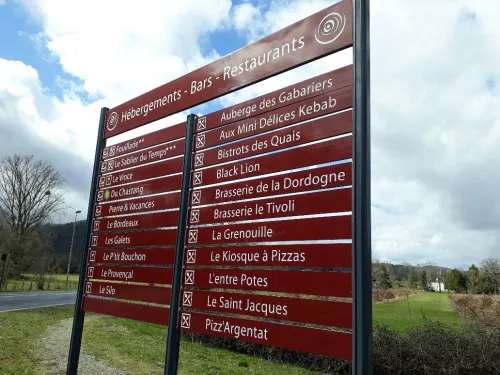 Hébergements - Bars - Restaurants
Fouillade**
Le Sablier du Temps**
Le Vince
Du Chastang
Pierre & Vacances
Le Bordeaux
Les Galets
Le P'tit Bouchon
Le Provençal
Le Silo
Auberge des Gabariers
Aux Mini Délices Kebab
Bistrots des Quais
Black Lion
Brasserie de la Dordogne
Brasserie le Tivoli
La Grenouille
Le Kiosque à Pizzas
L'entre Potes
Le Saint Jacques
Pizz'Argentat